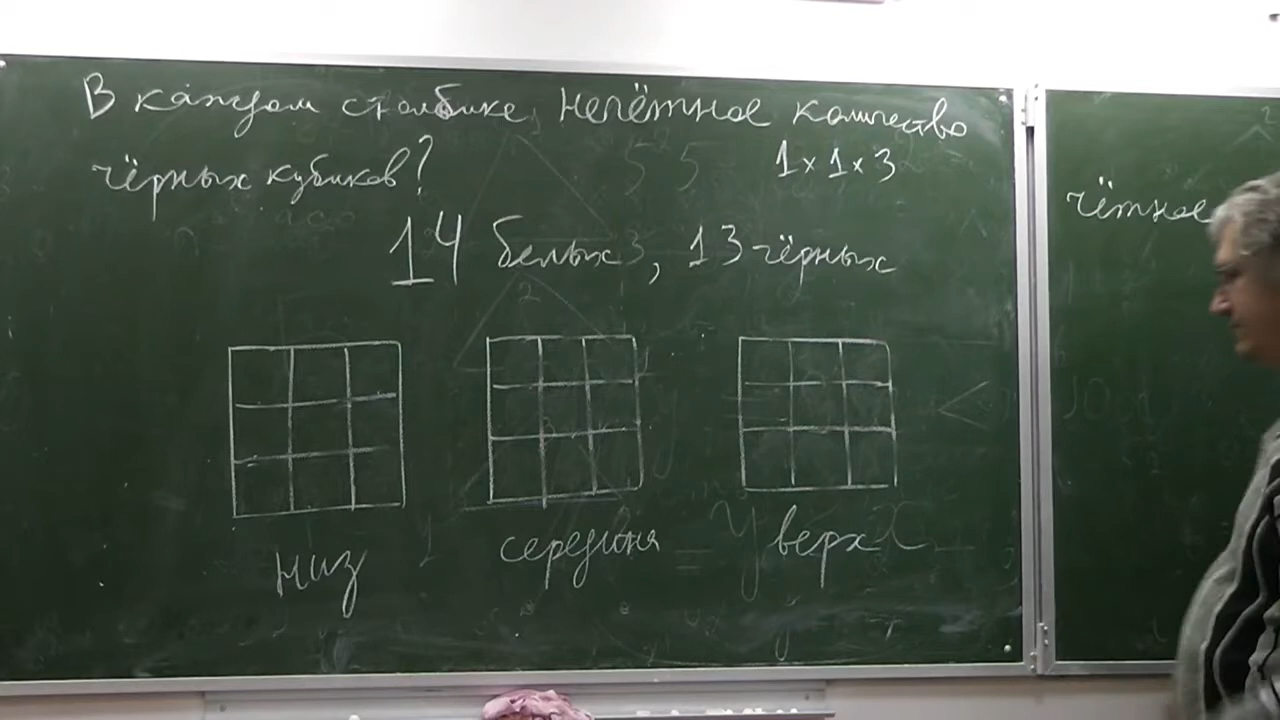 В каждом столбике нечётное количество
чёрных кубиков?
1×1×3
14 белых, 13 чёрных
низ
середина
верх
чётное